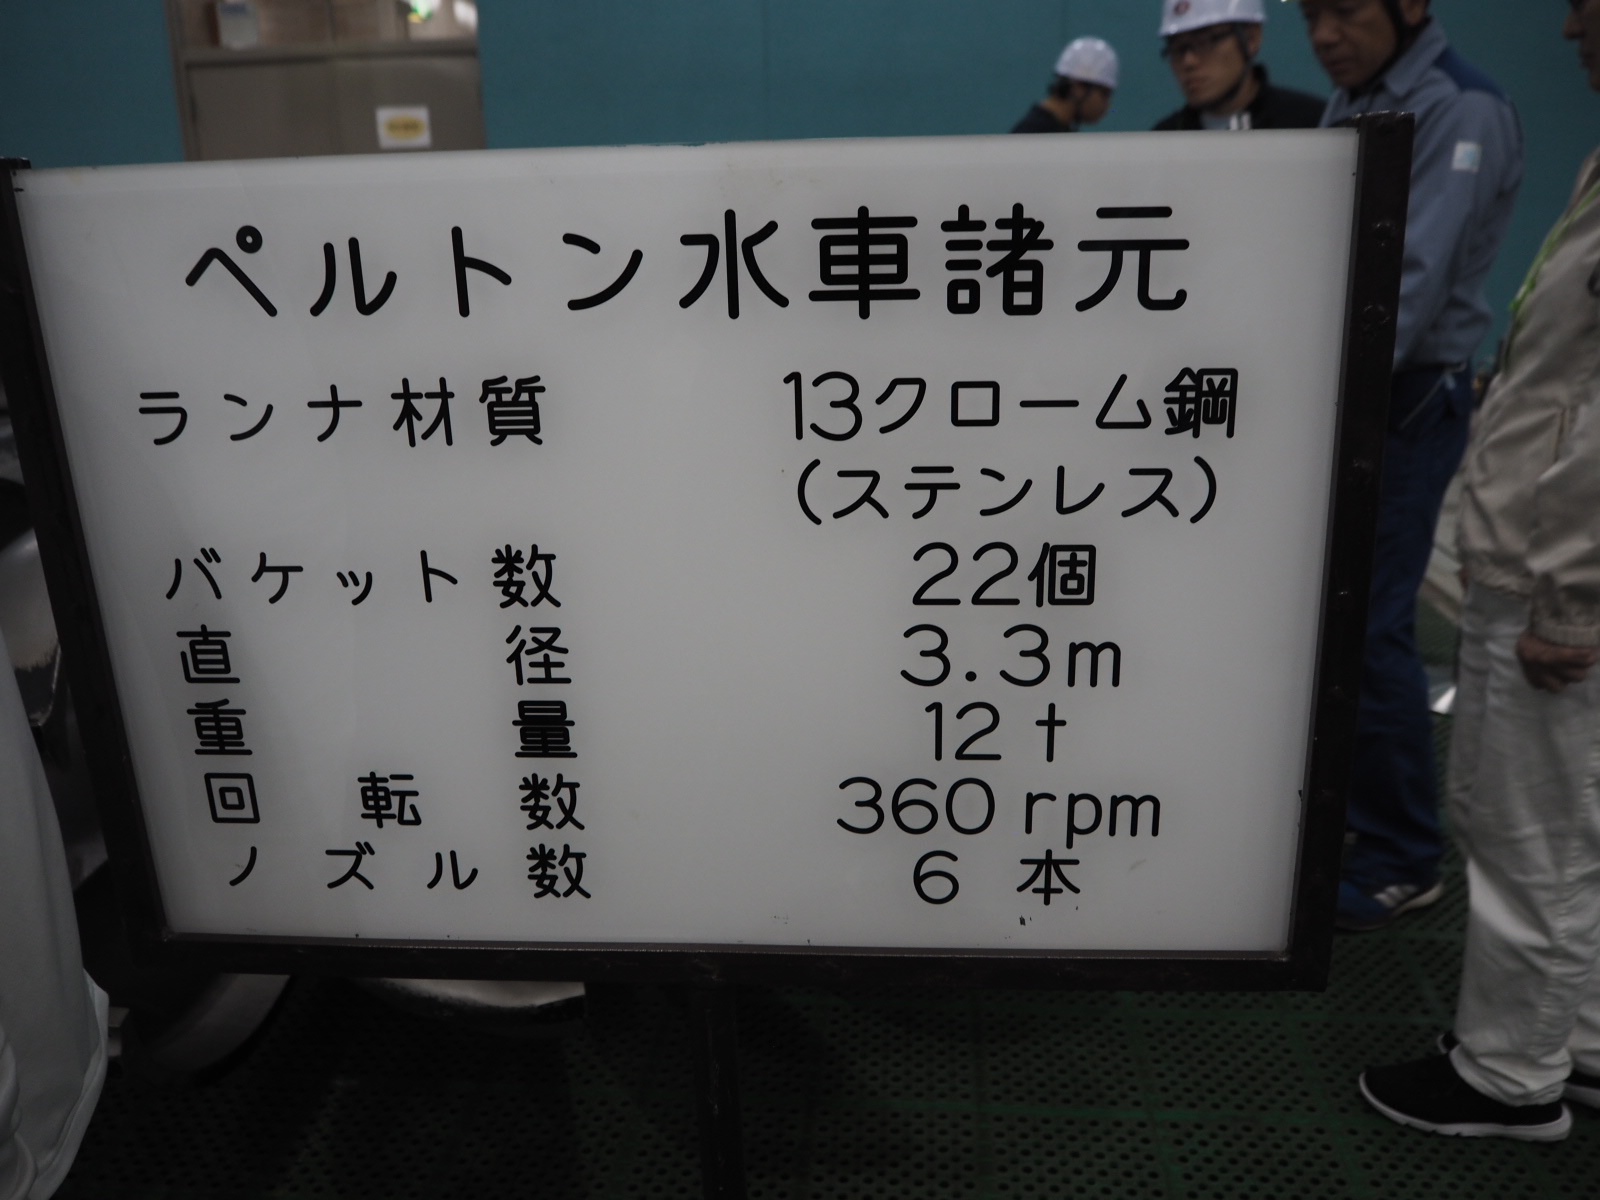 ペルトン水車諸元
ランナ材質 13クローム鋼
(ステンレス)
バケット数 22個
直径 3.3m
重量 12t
回転数 360rpm
ノズル数 6本